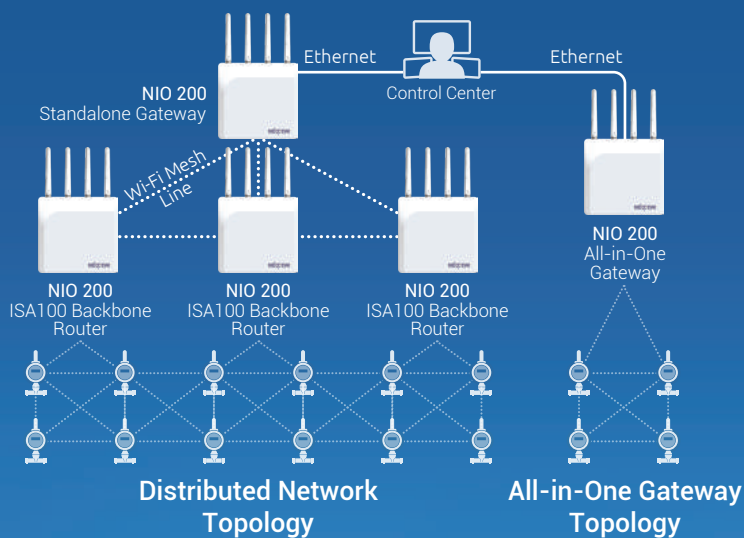 Ethernet
Ethernet
Control Center
NIO 200
Standalone Gateway
Wi-Fi Mesh
Line
NIO 200
All-in-One
Gateway
NIO 200
ISA100 Backbone
Router
NIO 200
ISA100 Backbone
Router
NIO 200
ISA100 Backbone
Router
Distributed Network
Topology
All-in-One Gateway
Topology